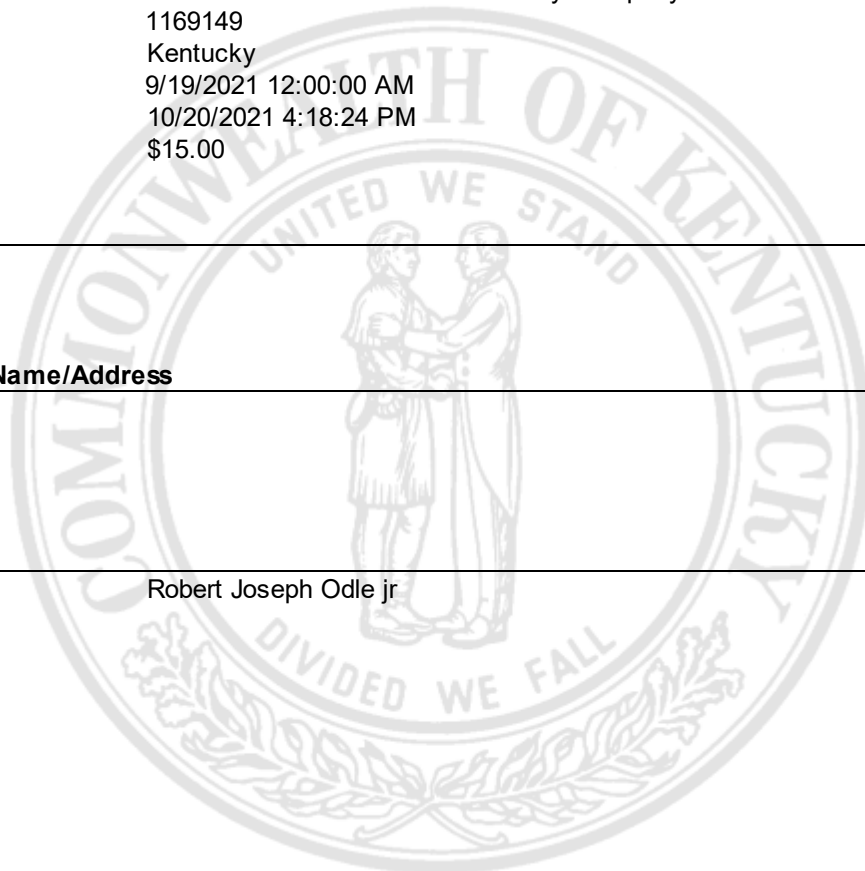 1169149
Kentucky
9/19/2021 12:00:00 AM
10/20/2021 4:18:24 PM
$15.00
COMMONWEALTH OF KENTUCKY
UNITED WE STAND
Name/Address
Robert Joseph Odle jr
DIVIDED WE FALL